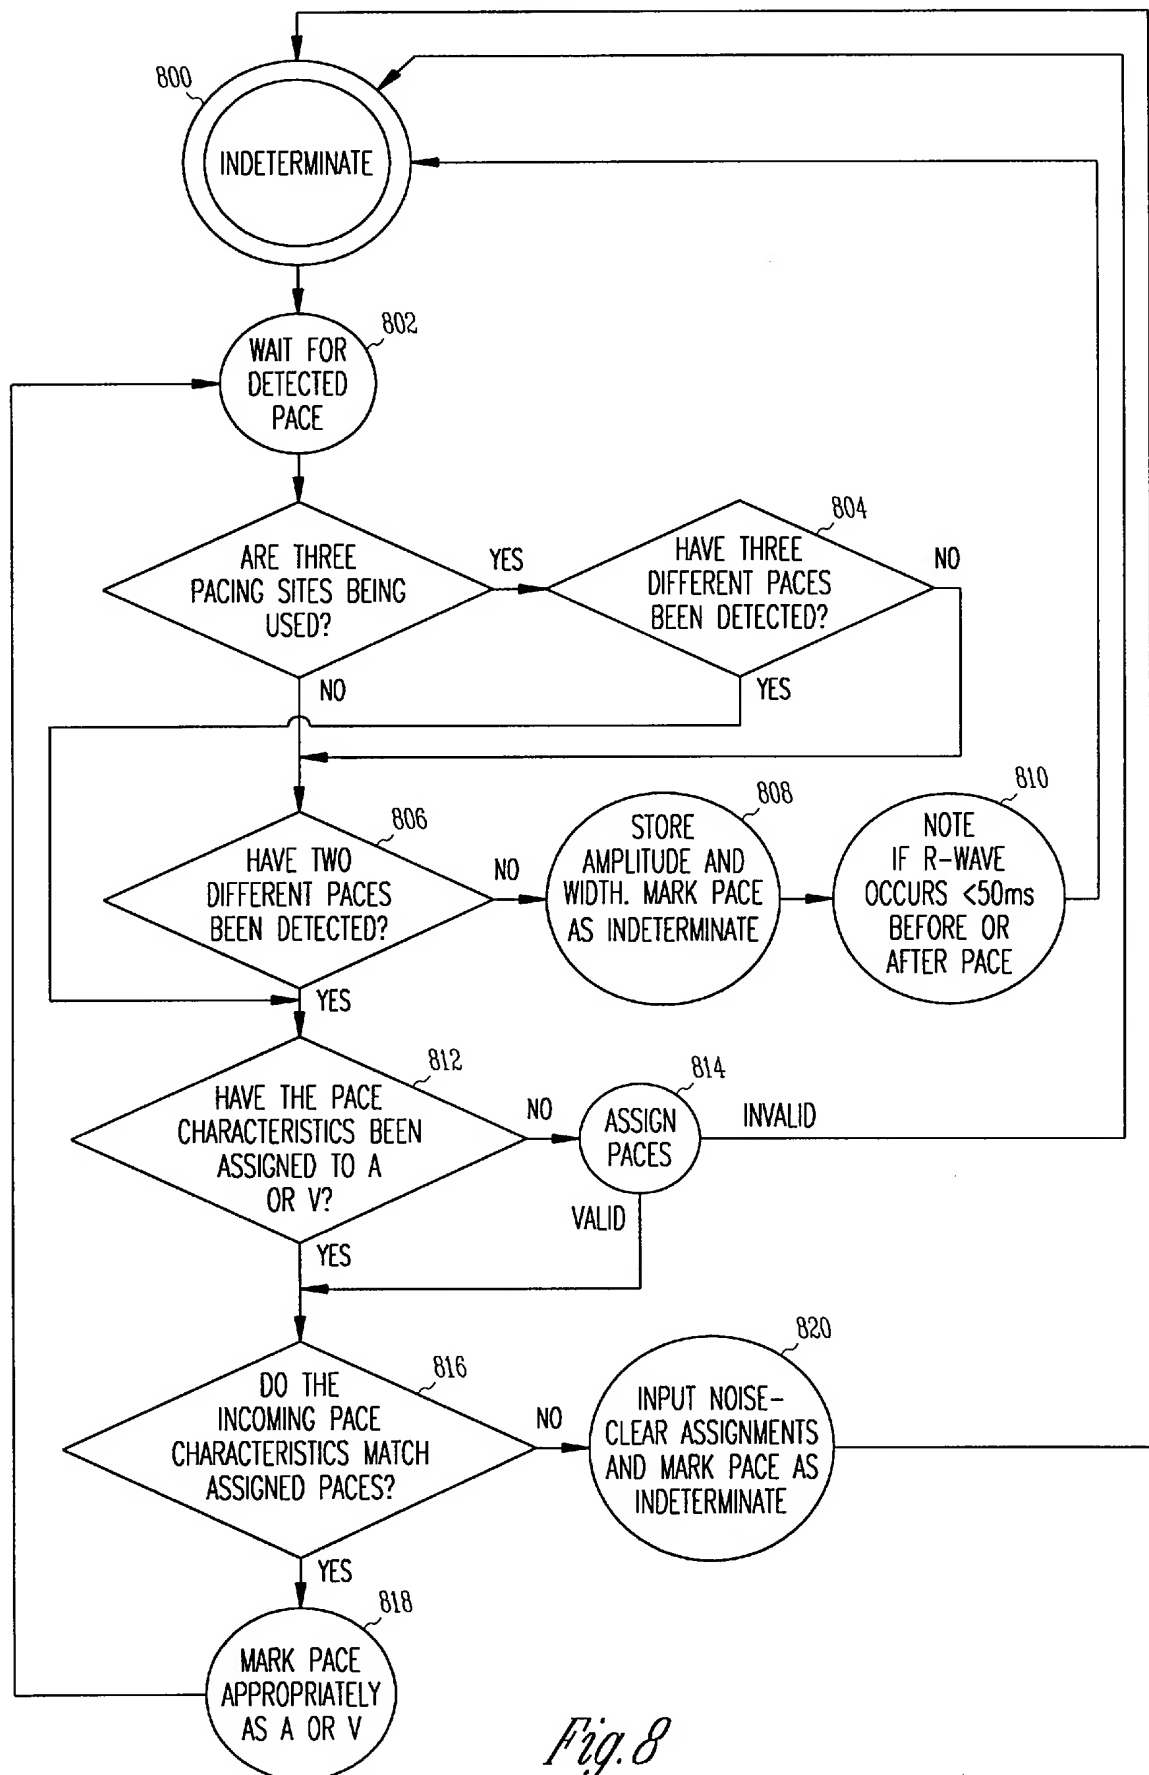 800
INDETERMINATE
802
WAIT FOR
DETECTED
PACE
ARE THREE
PACING SITES BEING
USED?
YES
NO
804
HAVE THREE
DIFFERENT PACES
BEEN DETECTED?
NO
YES
806
HAVE TWO
DIFFERENT PACES
BEEN DETECTED?
NO
YES
808
STORE
AMPLITUDE AND
WIDTH. MARK PACE
AS INDETERMINATE
810
NOTE
IF R-WAVE
OCCURS <50ms
BEFORE OR
AFTER PACE
812
HAVE THE PACE
CHARACTERISTICS BEEN
ASSIGNED TO A
OR V?
NO
YES
814
ASSIGN
PACES
INVALID
VALID
816
DO THE
INCOMING PACE
CHARACTERISTICS MATCH
ASSIGNED PACES?
NO
YES
820
INPUT NOISE-
CLEAR ASSIGNMENTS
AND MARK PACE AS
INDETERMINATE
818
MARK PACE
APPROPRIATELY
AS A OR V
Fig. 8